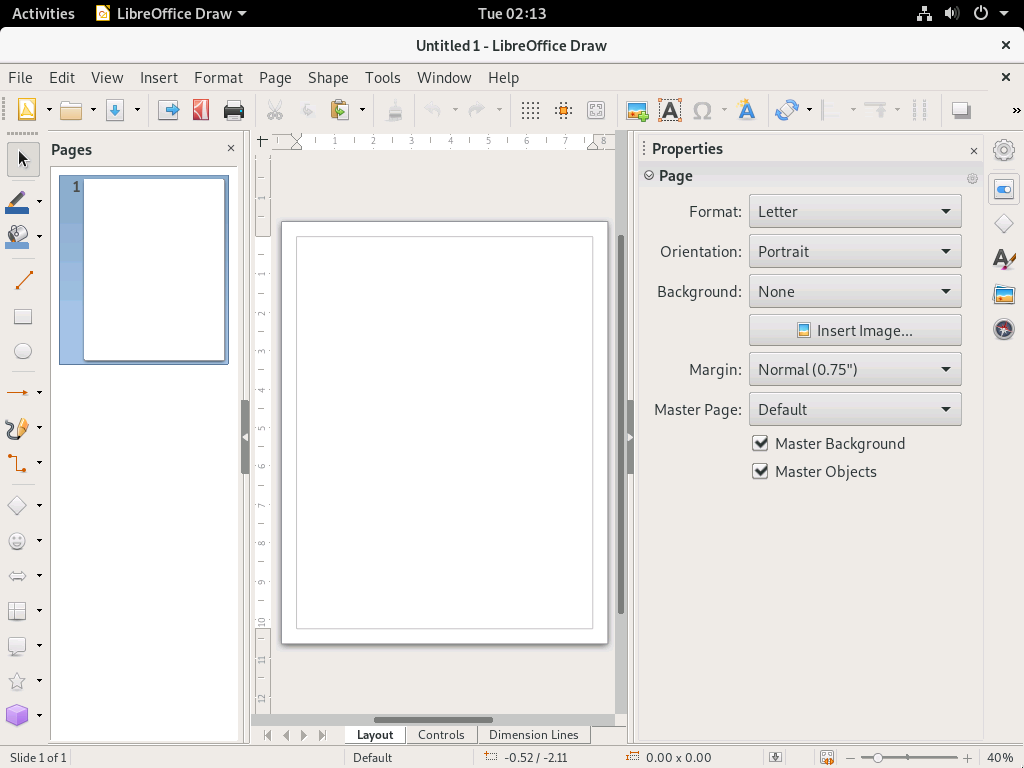 Activities LibreOffice Draw Tue 02:13
Untitled 1 - LibreOffice Draw
File Edit View Insert Format Page Shape Tools Window Help
Pages
1
1 1 2 3 4 5 6 7 8
1
1
2
3
4
5
6
7
8
9
10
11
12
Properties
Page
Format: Letter
Orientation: Portrait
Background: None
Insert Image...
Margin: Normal (0.75")
Master Page: Default
Master Background
Master Objects
Layout Controls Dimension Lines
Slide 1 of 1 Default -0.52 / -2.11 0.00 x 0.00 40%